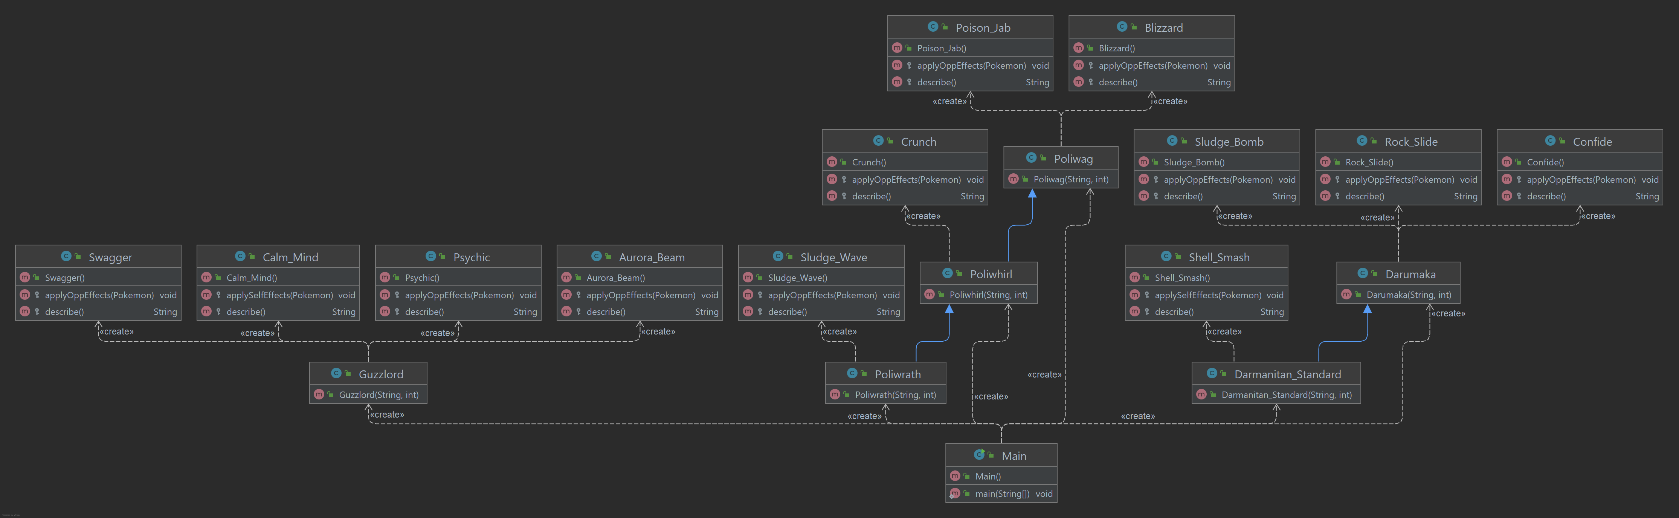 Poison_Jab
Poison_Jab()
applyOppEffects(Pokemon) void
describe() String
Blizzard
Blizzard()
applyOppEffects(Pokemon) void
describe() String
«create»
«create»
Crunch
Crunch()
applyOppEffects(Pokemon) void
describe() String
Poliwag
Poliwag(String, int)
Sludge_Bomb
Sludge_Bomb()
applyOppEffects(Pokemon) void
describe() String
Rock_Slide
Rock_Slide()
applyOppEffects(Pokemon) void
describe() String
Confide
Confide()
applyOppEffects(Pokemon) void
describe() String
«create»
«create»
«create»
«create»
Swagger
Swagger()
applyOppEffects(Pokemon) void
describe() String
Calm_Mind
Calm_Mind()
applySelfEffects(Pokemon) void
describe() String
Psychic
Psychic()
applyOppEffects(Pokemon) void
describe() String
Aurora_Beam
Aurora_Beam()
applyOppEffects(Pokemon) void
describe() String
Sludge_Wave
Sludge_Wave()
applyOppEffects(Pokemon) void
describe() String
Poliwhirl
Poliwhirl(String, int)
Shell_Smash
Shell_Smash()
applySelfEffects(Pokemon) void
describe() String
Darumaka
Darumaka(String, int)
«create»
«create»
«create»
«create»
«create»
«create»
«create»
Guzzlord
Guzzlord(String, int)
Poliwrath
Poliwrath(String, int)
«create»
«create»
Darmanitan_Standard
Darmanitan_Standard(String, int)
«create»
«create»
«create»
Main
Main()
main(String[]) void